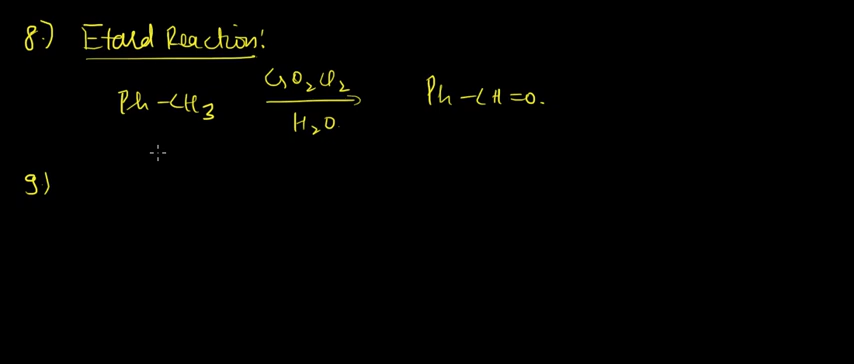 8.) Etard Reaction:
Ph-CH3 CrO2Cl2 Ph-CH=O.
H2O
9)